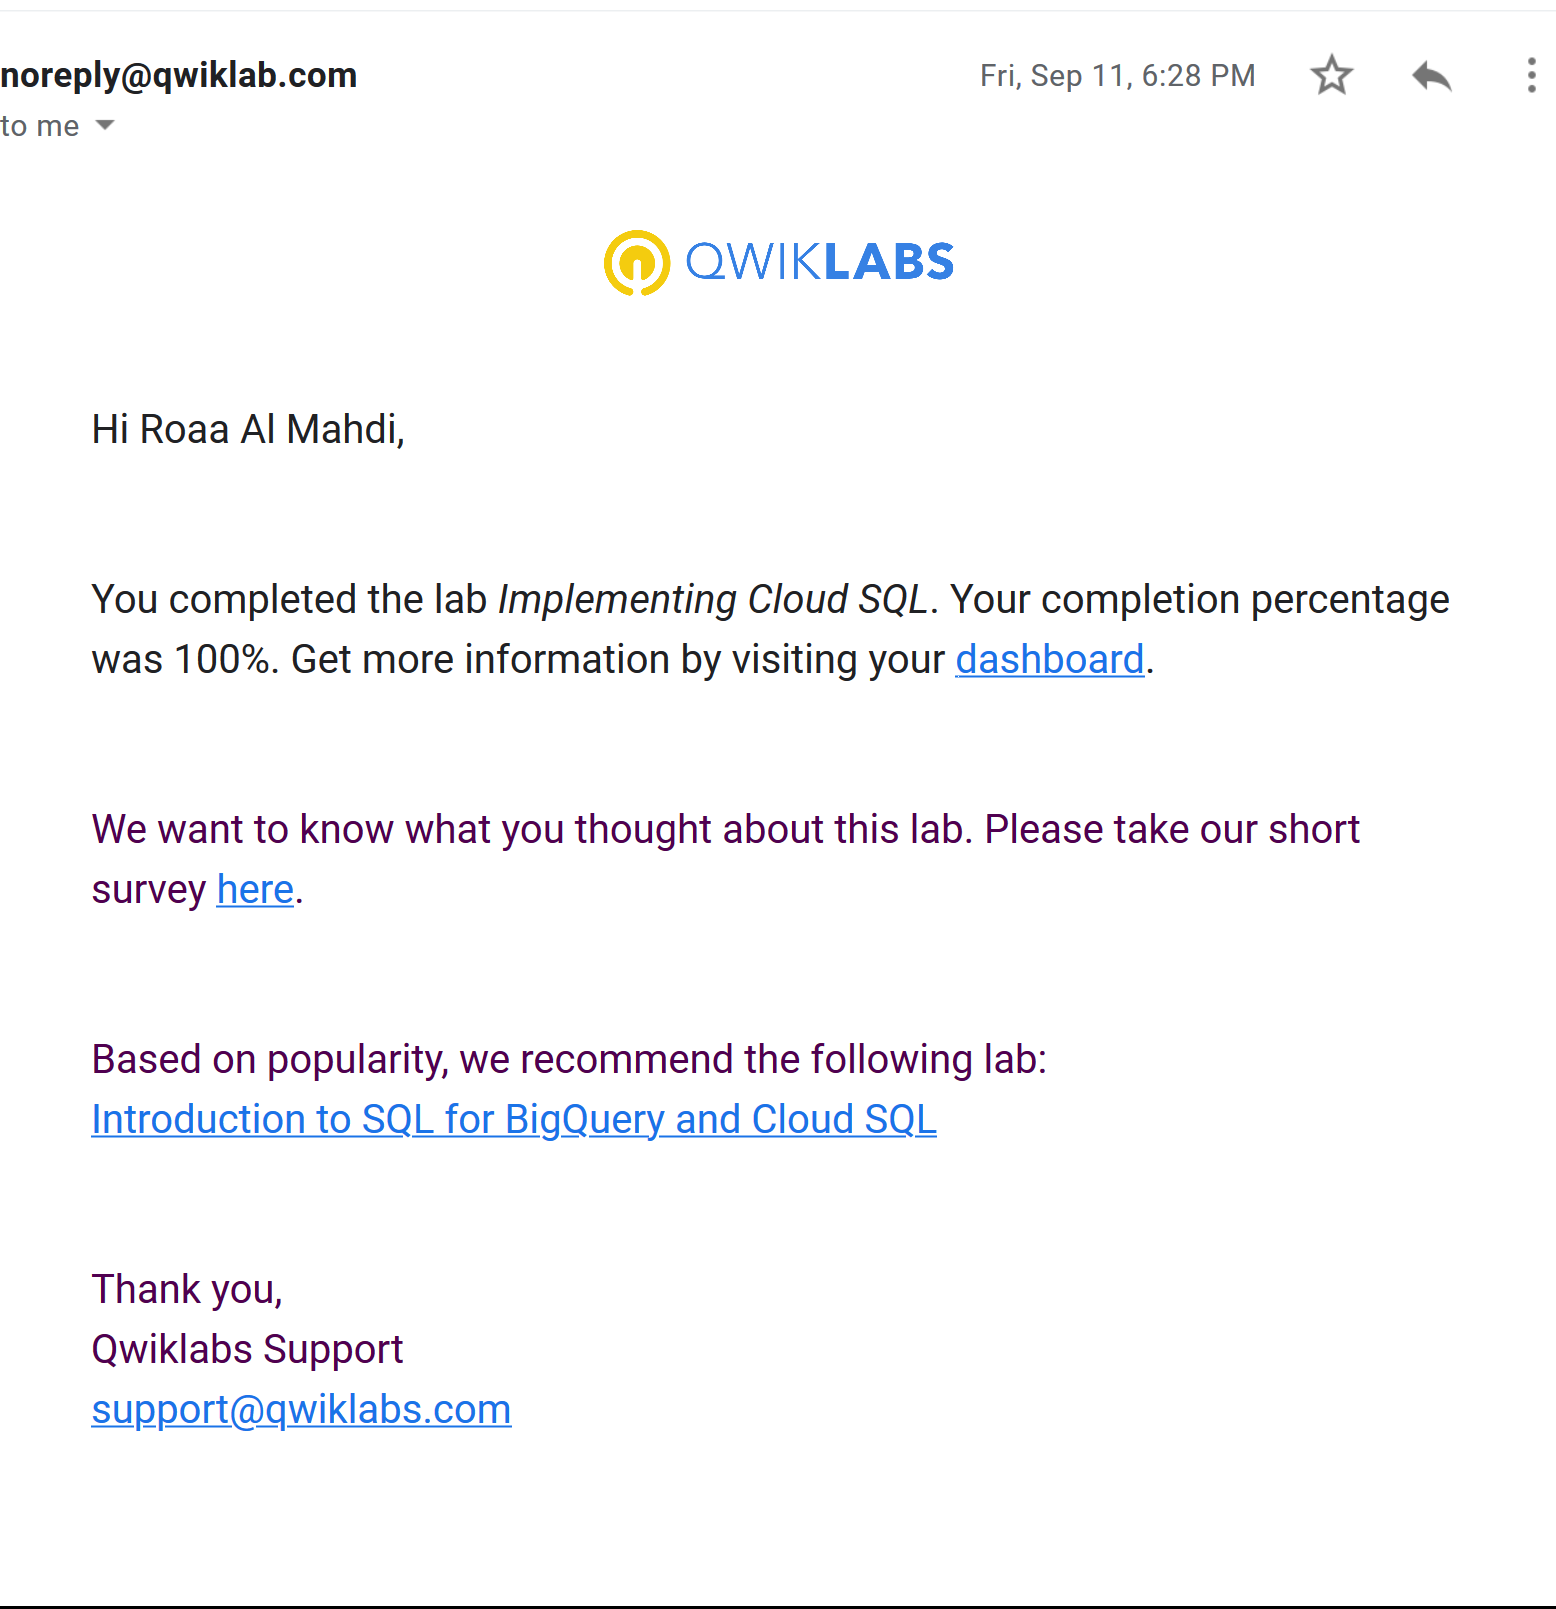 noreply@qwiklab.com
Fri, Sep 11, 6:28 PM
to me
QWIKLABS
Hi Roaa Al Mahdi,
You completed the lab Implementing Cloud SQL. Your completion percentage
was 100%. Get more information by visiting your dashboard.
We want to know what you thought about this lab. Please take our short
survey here.
Based on popularity, we recommend the following lab:
Introduction to SQL for BigQuery and Cloud SQL
Thank you,
Qwiklabs Support
support@qwiklabs.com